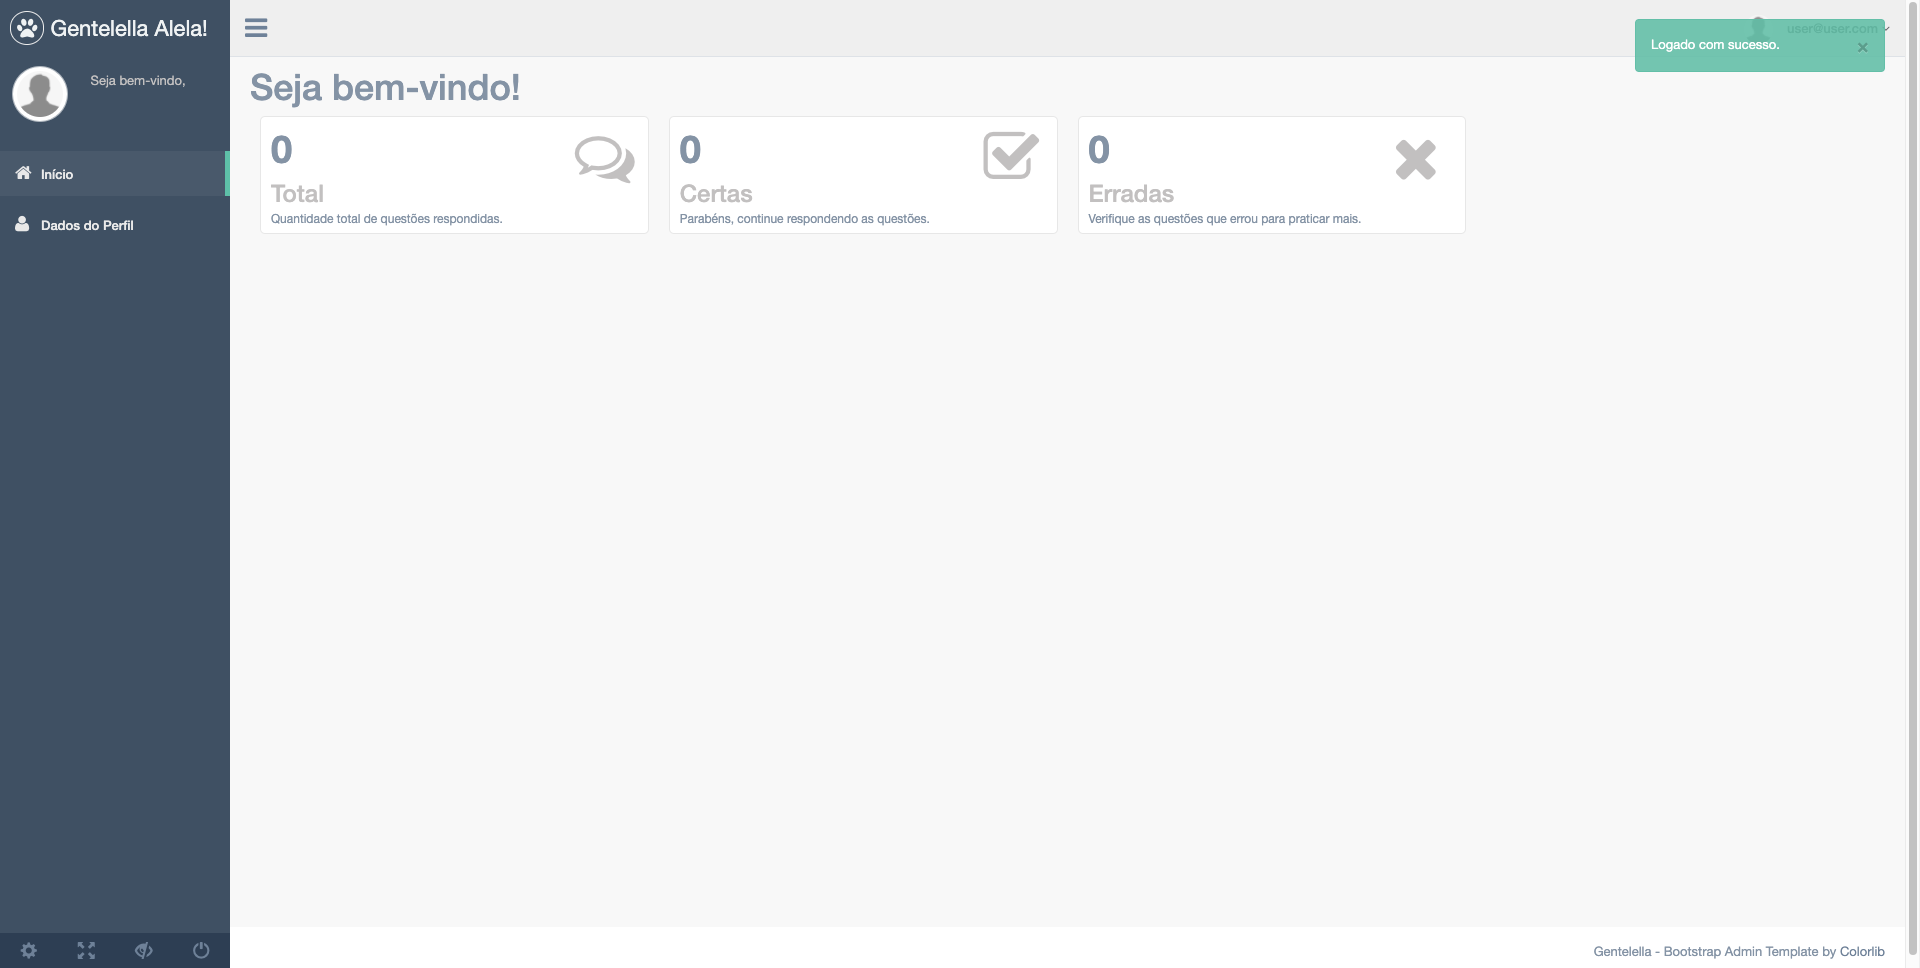 Gentelella Alela!
Seja bem-vindo,
Início
Dados do Perfil
user@user.com
Logado com sucesso.
×
Seja bem-vindo!
0
Total
Quantidade total de questões respondidas.
0
Certas
Parabéns, continue respondendo as questões.
0
Erradas
Verifique as questões que errou para praticar mais.
Gentelella - Bootstrap Admin Template by Colorlib